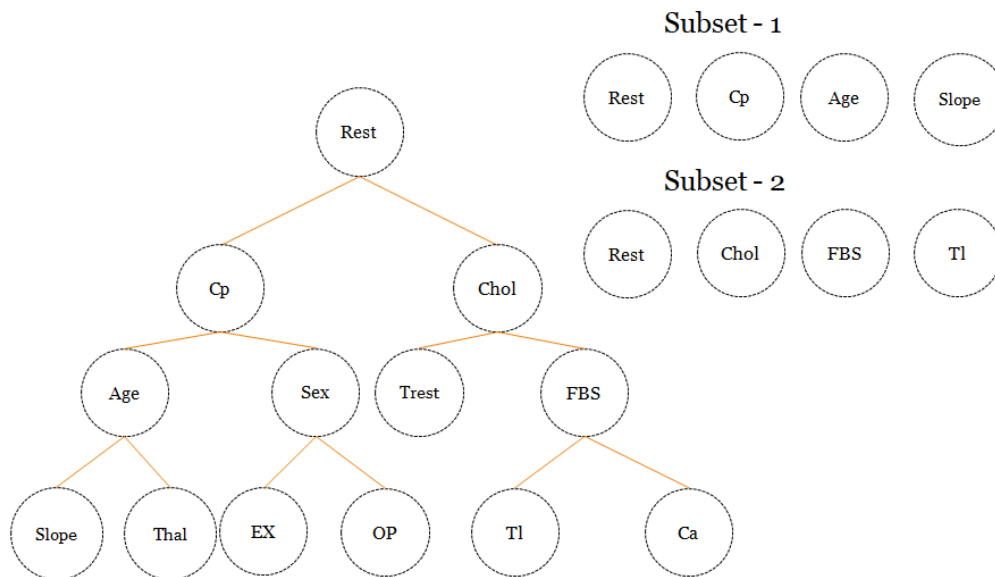 Subset - 1
Rest Cp Age Slope
Rest
Subset - 2
Rest Chol FBS Tl
Cp Chol
Age Sex Trest FBS
Slope Thal EX OP Tl Ca